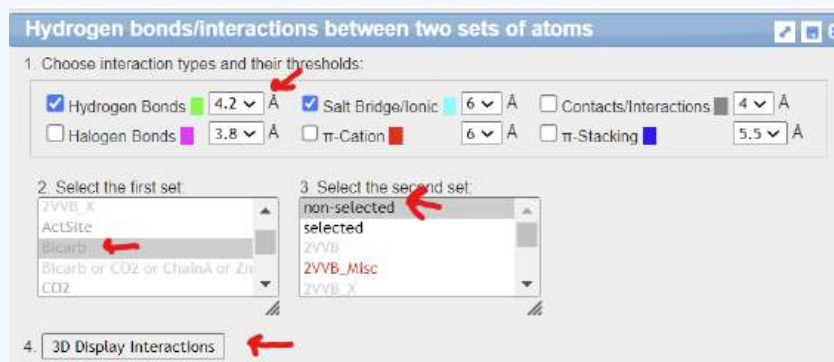 Hydrogen bonds/interactions between two sets of atoms
1. Choose interaction types and their thresholds:
Hydrogen Bonds 4.2 Å Salt Bridge/Ionic 6 Å Contacts/Interactions 4 Å
Halogen Bonds 3.8 Å π-Cation 6 Å π-Stacking 5.5 Å
2. Select the first set: 3. Select the second set:
2VVB_X non-selected
ActSite selected
Bicarb 2VVB
Bicarb or CO2 or ChainA or Zn 2VVB_Misc
CO2 2VVB_X
4. 3D Display Interactions